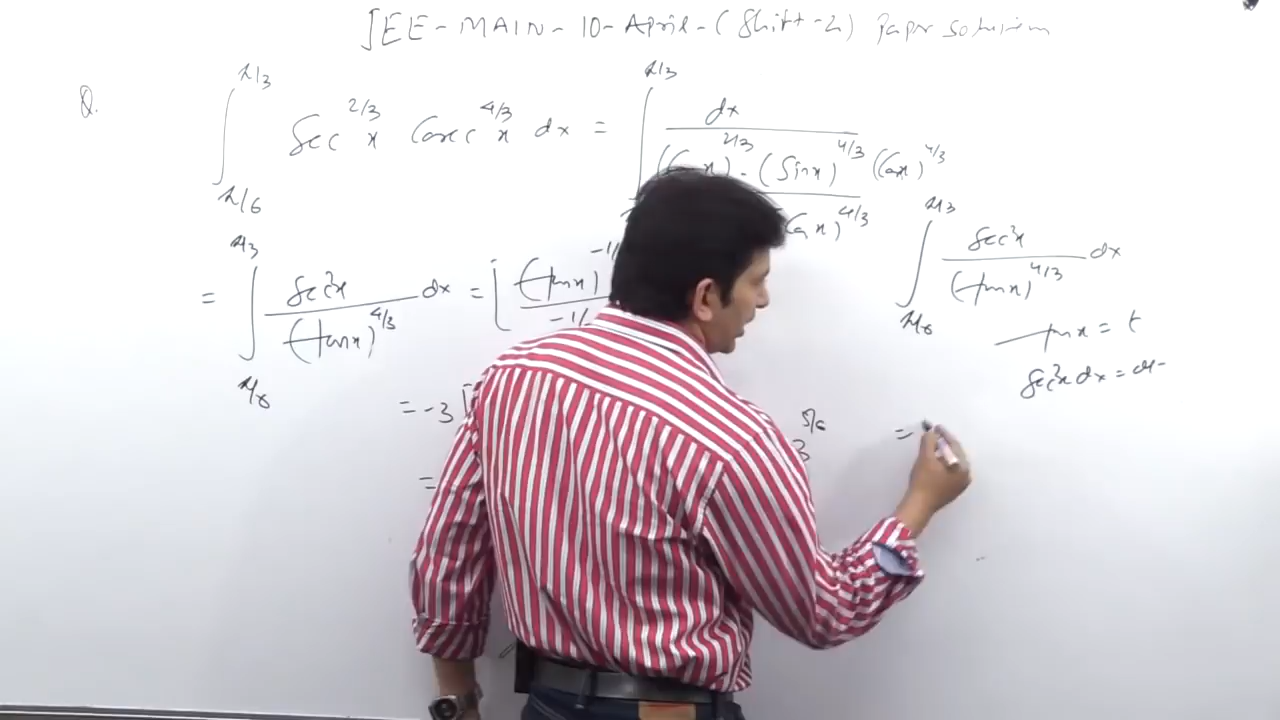 JEE-MAIN-10-April-(Shift-2) Paper solution
Q. ∫_{π/6}^{π/3} sec^{2/3} x cosec^{4/3} x dx = ∫^{π/3} dx
(Cos x)^{2/3} . (Sin x)^{4/3} (Cos x)^{4/3}
Cos x)^{4/3}
= ∫_{π/6}^{π/3} sec²x / (tan x)^{4/3} dx = [ (tan x)^{-1/ / -1/
= -3 [
3^{5/6}
=
∫_{π/6}^{π/3} sec²x / (tan x)^{4/3} dx
tan x = t
sec²x dx = dt
=